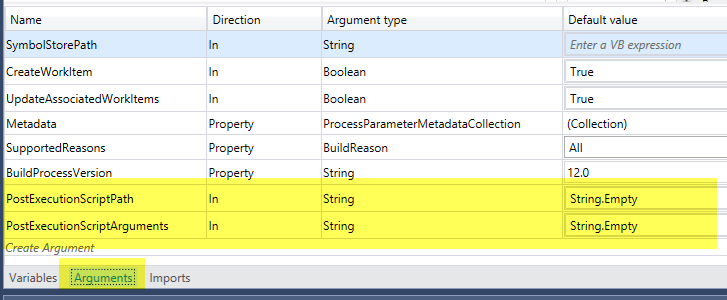 Name Direction Argument type Default value
SymbolStorePath In String Enter a VB expression
CreateWorkItem In Boolean True
UpdateAssociatedWorkItems In Boolean True
Metadata Property ProcessParameterMetadataCollection (Collection)
SupportedReasons Property BuildReason All
BuildProcessVersion Property String 12.0
PostExecutionScriptPath In String String.Empty
PostExecutionScriptArguments In String String.Empty
Create Argument
Variables Arguments Imports